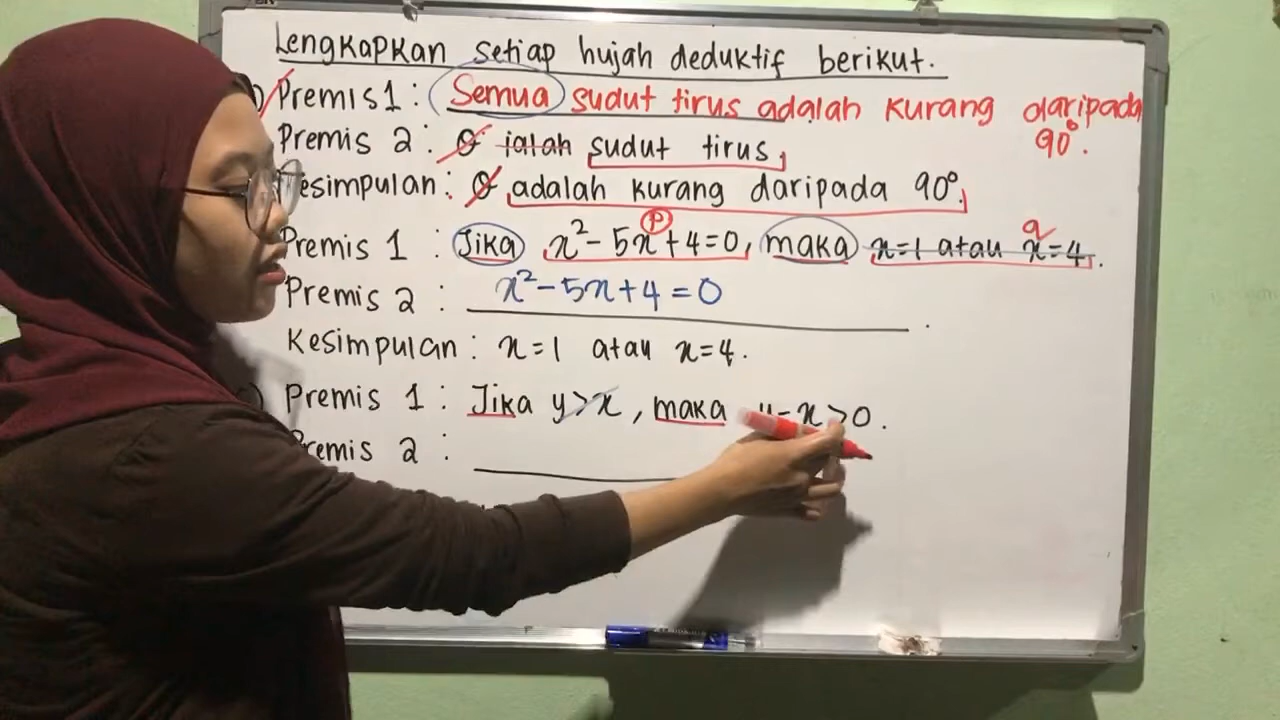 Lengkapkan setiap hujah deduktif berikut.
) Premis 1 : Semua sudut tirus adalah kurang daripada 90°.
Premis 2 : θ ialah sudut tirus.
Kesimpulan : θ adalah kurang daripada 90°.
P q
Premis 1 : Jika x² - 5x + 4 = 0, maka x = 1 atau x = 4.
Premis 2 : x² - 5x + 4 = 0.
Kesimpulan : x = 1 atau x = 4.
) Premis 1 : Jika y > x, maka y - x > 0.
Premis 2 :